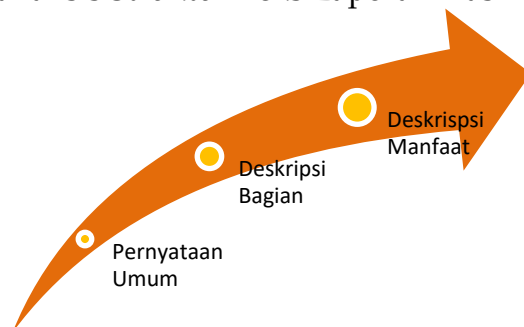 Deskrispsi
Manfaat
Deskripsi
Bagian
Pernyataan
Umum